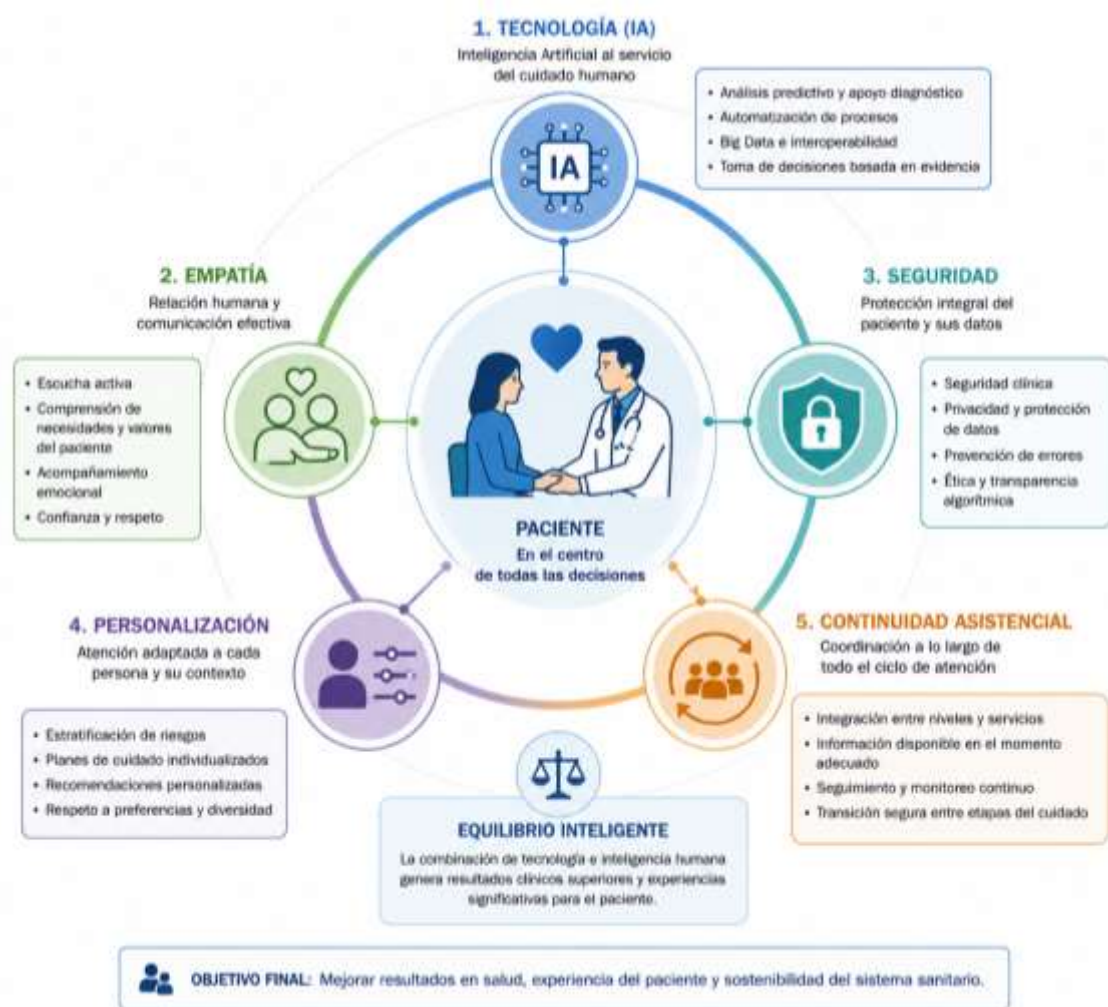 1. TECNOLOGÍA (IA)
Inteligencia Artificial al servicio
del cuidado humano
• Análisis predictivo y apoyo diagnóstico
• Automatización de procesos
• Big Data e interoperabilidad
• Toma de decisiones basada en evidencia
IA
2. EMPATÍA
Relación humana y
comunicación efectiva
• Escucha activa
• Comprensión de
necesidades y valores
del paciente
• Acompañamiento
emocional
• Confianza y respeto
3. SEGURIDAD
Protección integral del
paciente y sus datos
• Seguridad clínica
• Privacidad y protección
de datos
• Prevención de errores
• Ética y transparencia
algorítmica
PACIENTE
En el centro
de todas las decisiones
4. PERSONALIZACIÓN
Atención adaptada a cada
persona y su contexto
• Estratificación de riesgos
• Planes de cuidado individualizados
• Recomendaciones personalizadas
• Respeto a preferencias y diversidad
5. CONTINUIDAD ASISTENCIAL
Coordinación a lo largo de
todo el ciclo de atención
• Integración entre niveles y servicios
• Información disponible en el momento
adecuado
• Seguimiento y monitoreo continuo
• Transición segura entre etapas del cuidado
EQUILIBRIO INTELIGENTE
La combinación de tecnología e inteligencia humana
genera resultados clínicos superiores y experiencias
significativas para el paciente.
OBJETIVO FINAL: Mejorar resultados en salud, experiencia del paciente y sostenibilidad del sistema sanitario.